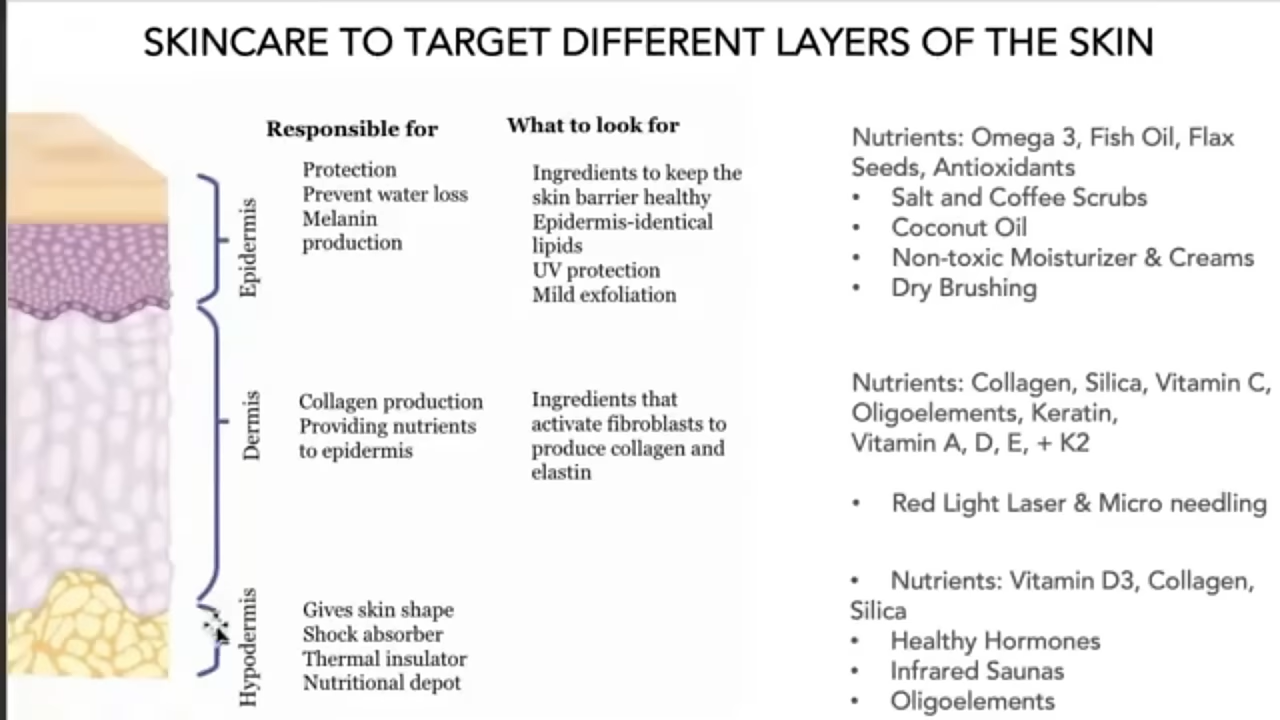 SKINCARE TO TARGET DIFFERENT LAYERS OF THE SKIN
Responsible for
What to look for
Epidermis
Protection
Prevent water loss
Melanin
production
Ingredients to keep the
skin barrier healthy
Epidermis-identical
lipids
UV protection
Mild exfoliation
Nutrients: Omega 3, Fish Oil, Flax
Seeds, Antioxidants
• Salt and Coffee Scrubs
• Coconut Oil
• Non-toxic Moisturizer & Creams
• Dry Brushing
Dermis
Collagen production
Providing nutrients
to epidermis
Ingredients that
activate fibroblasts to
produce collagen and
elastin
Nutrients: Collagen, Silica, Vitamin C,
Oligoelements, Keratin,
Vitamin A, D, E, + K2
• Red Light Laser & Micro needling
Hypodermis
Gives skin shape
Shock absorber
Thermal insulator
Nutritional depot
• Nutrients: Vitamin D3, Collagen,
Silica
• Healthy Hormones
• Infrared Saunas
• Oligoelements